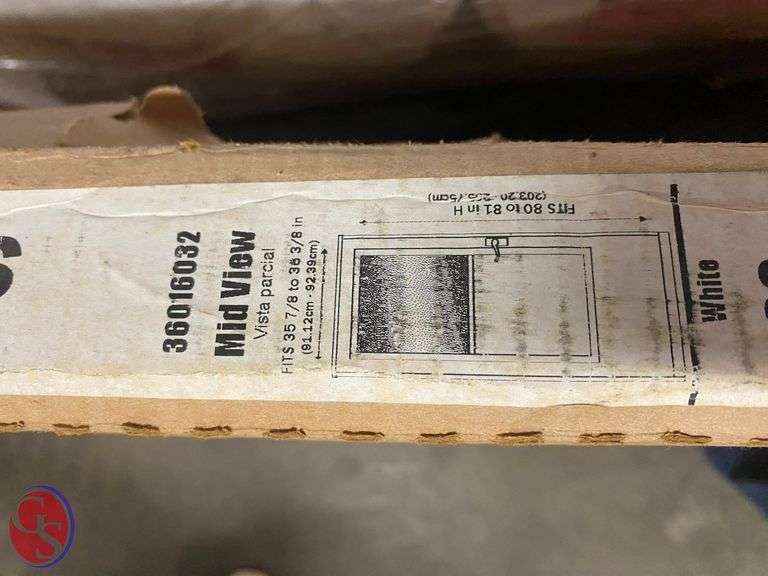 36016032
Mid View
Vista parcial
FITS 35 7/8 to 36 3/8 in
(91.12cm - 92.39cm)
FITS 80 to 81 in H
White
GS